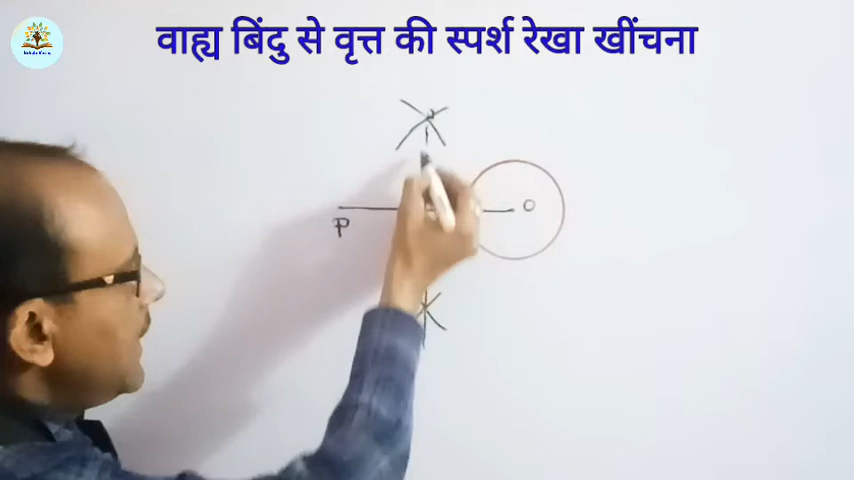 वाह्य बिंदु से वृत्त की स्पर्श रेखा खींचना
P
O